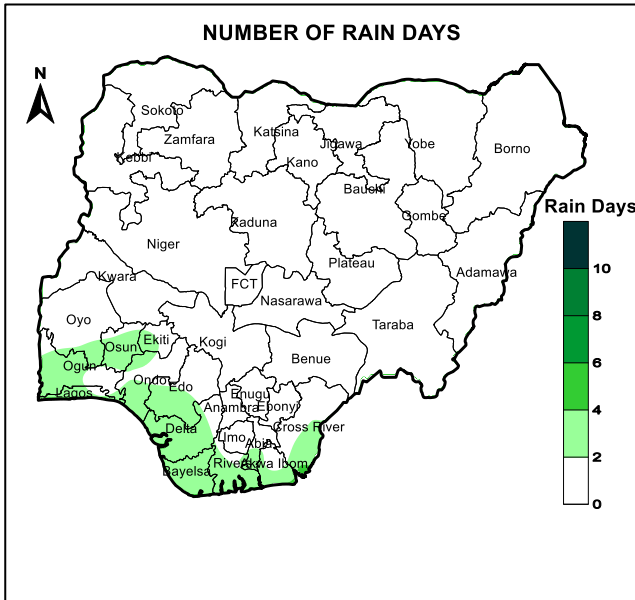 NUMBER OF RAIN DAYS
N
Sokoto
Zamfara
Katsina
Jigawa
Yobe
Borno
Kebbi
Kano
Bauchi
Gombe
Kaduna
Niger
Plateau
Adamawa
Kwara
FCT
Nasarawa
Oyo
Taraba
Osun
Ekiti
Kogi
Benue
Ogun
Ondo
Edo
Enugu
Lagos
Anambra
Ebonyi
Delta
Imo
Abia
Cross River
Bayelsa
Rivers
Akwa Ibom
Rain Days
10
8
6
4
2
0